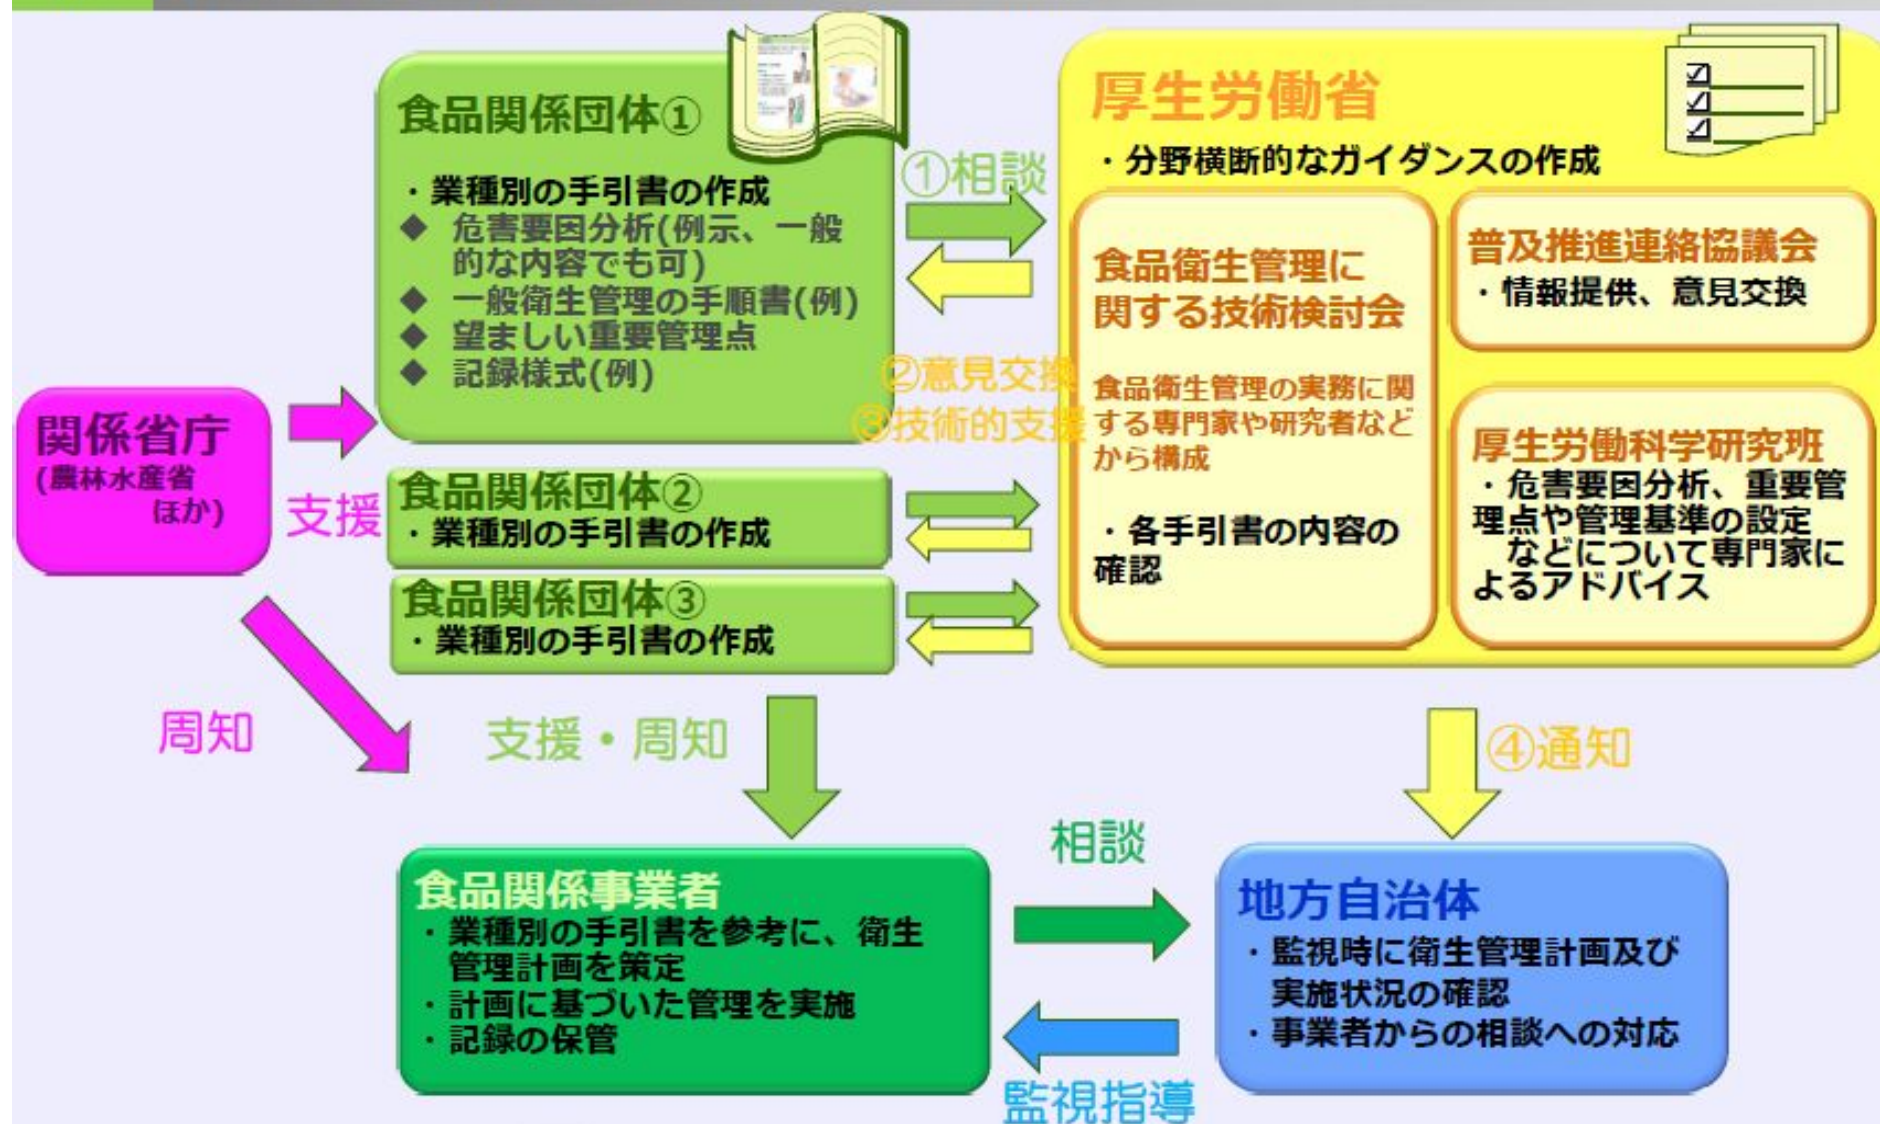 食品関係団体①
・業種別の手引書の作成
◆ 危害要因分析(例示、一般
的な内容でも可)
◆ 一般衛生管理の手順書(例)
◆ 望ましい重要管理点
◆ 記録様式(例)
①相談
②意見交換
③技術的支援
厚生労働省
・分野横断的なガイダンスの作成
食品衛生管理に
関する技術検討会
食品衛生管理の実務に関
する専門家や研究者など
から構成
・各手引書の内容の
確認
普及推進連絡協議会
・情報提供、意見交換
厚生労働科学研究班
・危害要因分析、重要管
理点や管理基準の設定
などについて専門家に
よるアドバイス
関係省庁
(農林水産省
ほか)
支援
食品関係団体②
・業種別の手引書の作成
食品関係団体③
・業種別の手引書の作成
周知
支援・周知
④通知
食品関係事業者
・業種別の手引書を参考に、衛生
管理計画を策定
・計画に基づいた管理を実施
・記録の保管
相談
監視指導
地方自治体
・監視時に衛生管理計画及び
実施状況の確認
・事業者からの相談への対応